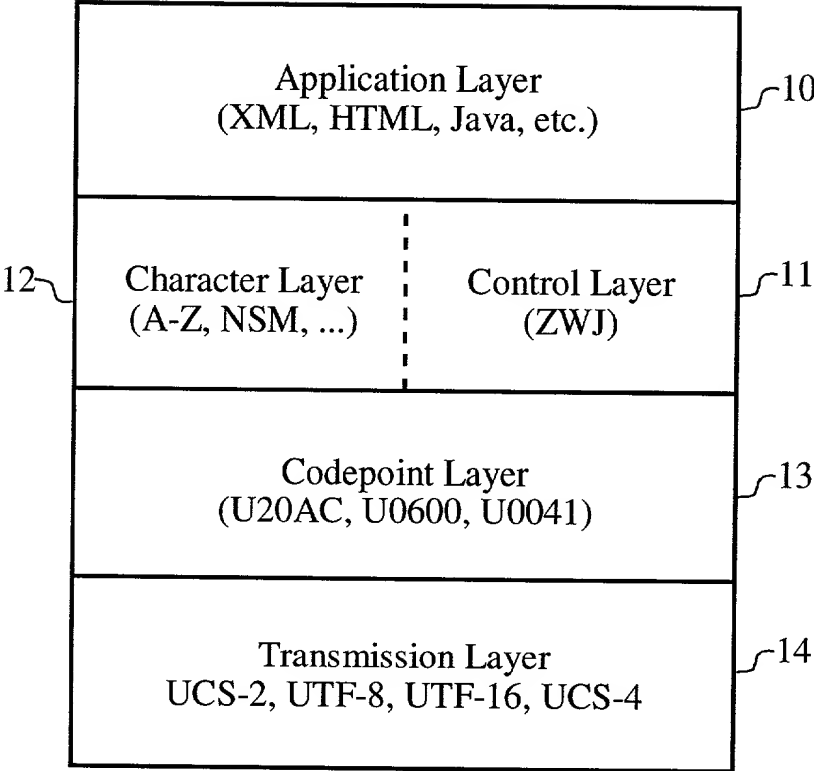 Application Layer
(XML, HTML, Java, etc.)
10
12
Character Layer
(A-Z, NSM, ...)
Control Layer
(ZWJ)
11
Codepoint Layer
(U20AC, U0600, U0041)
13
Transmission Layer
UCS-2, UTF-8, UTF-16, UCS-4
14